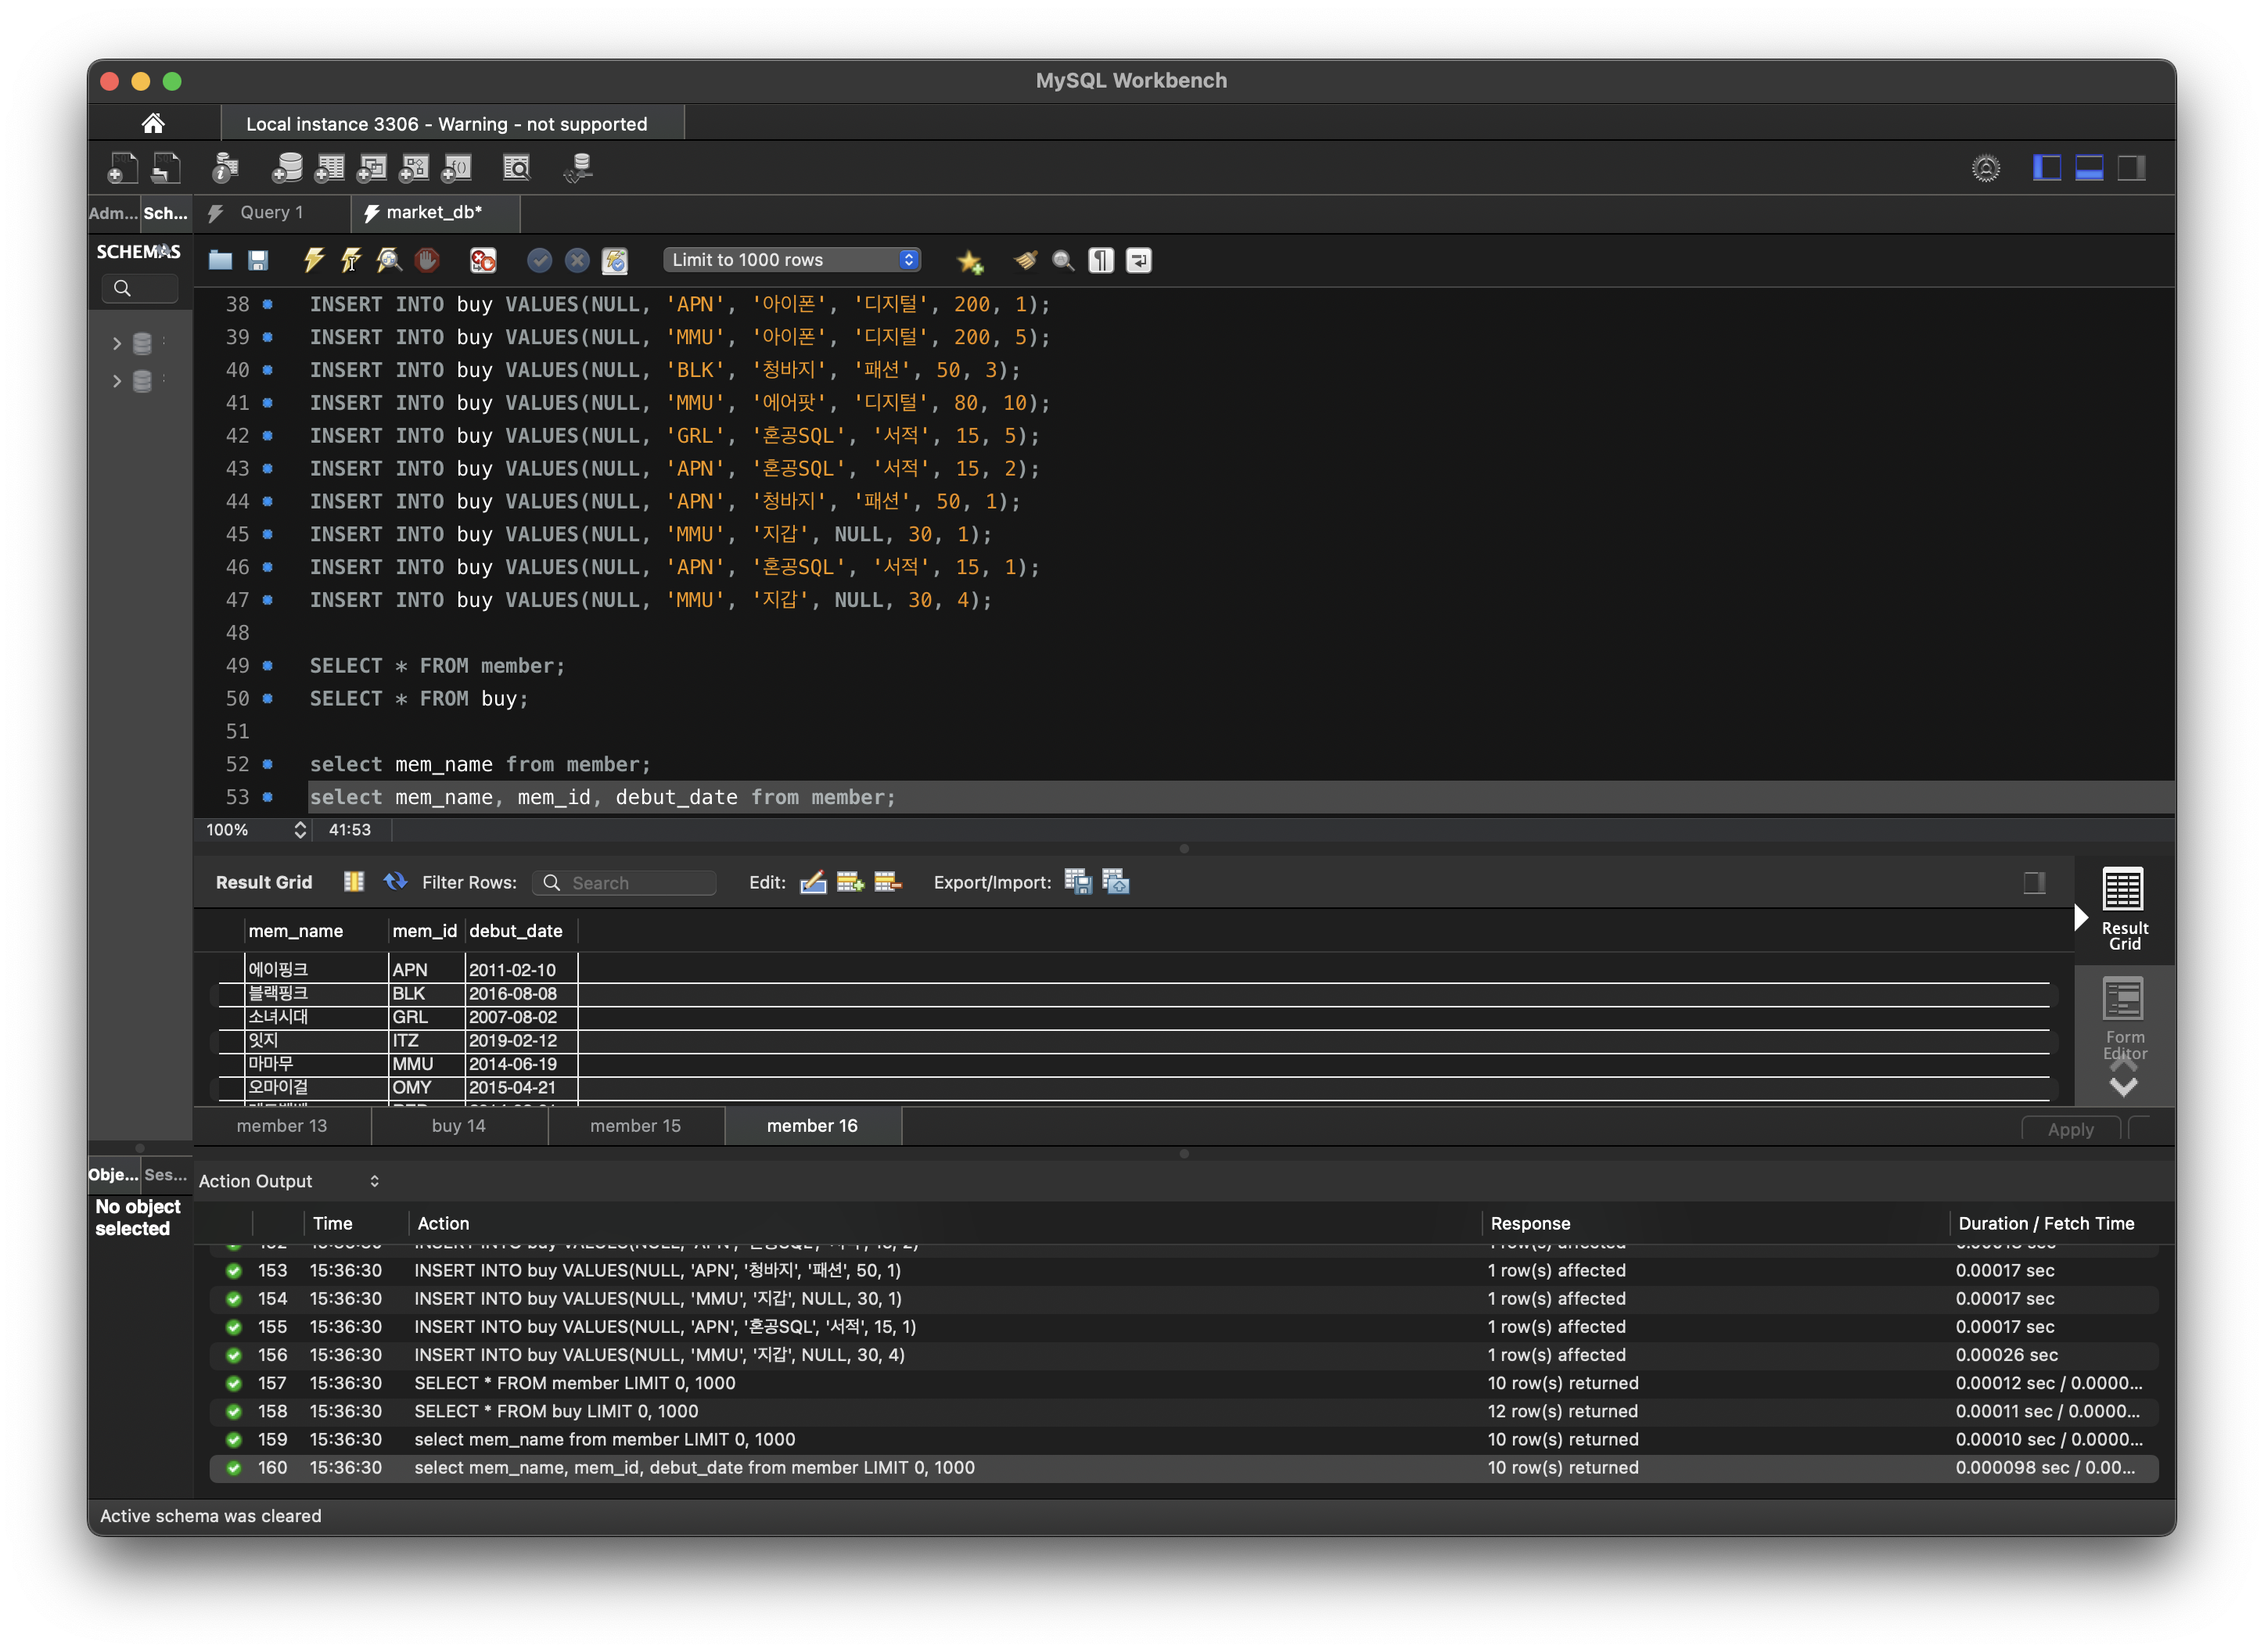 MySQL Workbench
Local instance 3306 - Warning - not supported
Adm... Sch... Query 1 market_db*
SCHEMAS
Limit to 1000 rows
38 INSERT INTO buy VALUES(NULL, 'APN', '아이폰', '디지털', 200, 1);
39 INSERT INTO buy VALUES(NULL, 'MMU', '아이폰', '디지털', 200, 5);
40 INSERT INTO buy VALUES(NULL, 'BLK', '청바지', '패션', 50, 3);
41 INSERT INTO buy VALUES(NULL, 'MMU', '에어팟', '디지털', 80, 10);
42 INSERT INTO buy VALUES(NULL, 'GRL', '혼공SQL', '서적', 15, 5);
43 INSERT INTO buy VALUES(NULL, 'APN', '혼공SQL', '서적', 15, 2);
44 INSERT INTO buy VALUES(NULL, 'APN', '청바지', '패션', 50, 1);
45 INSERT INTO buy VALUES(NULL, 'MMU', '지갑', NULL, 30, 1);
46 INSERT INTO buy VALUES(NULL, 'APN', '혼공SQL', '서적', 15, 1);
47 INSERT INTO buy VALUES(NULL, 'MMU', '지갑', NULL, 30, 4);
48
49 SELECT * FROM member;
50 SELECT * FROM buy;
51
52 select mem_name from member;
53 select mem_name, mem_id, debut_date from member;
100% 41:53
Result Grid Filter Rows: Search Edit: Export/Import:
Result Grid
Form Editor
mem_name mem_id debut_date
에이핑크 APN 2011-02-10
블랙핑크 BLK 2016-08-08
소녀시대 GRL 2007-08-02
잇지 ITZ 2019-02-12
마마무 MMU 2014-06-19
오마이걸 OMY 2015-04-21
member 13 buy 14 member 15 member 16 Apply
Obje... Ses...
No object selected
Action Output
Time Action Response Duration / Fetch Time
153 15:36:30 INSERT INTO buy VALUES(NULL, 'APN', '청바지', '패션', 50, 1) 1 row(s) affected 0.00017 sec
154 15:36:30 INSERT INTO buy VALUES(NULL, 'MMU', '지갑', NULL, 30, 1) 1 row(s) affected 0.00017 sec
155 15:36:30 INSERT INTO buy VALUES(NULL, 'APN', '혼공SQL', '서적', 15, 1) 1 row(s) affected 0.00017 sec
156 15:36:30 INSERT INTO buy VALUES(NULL, 'MMU', '지갑', NULL, 30, 4) 1 row(s) affected 0.00026 sec
157 15:36:30 SELECT * FROM member LIMIT 0, 1000 10 row(s) returned 0.00012 sec / 0.0000...
158 15:36:30 SELECT * FROM buy LIMIT 0, 1000 12 row(s) returned 0.00011 sec / 0.0000...
159 15:36:30 select mem_name from member LIMIT 0, 1000 10 row(s) returned 0.00010 sec / 0.0000...
160 15:36:30 select mem_name, mem_id, debut_date from member LIMIT 0, 1000 10 row(s) returned 0.000098 sec / 0.00...
Active schema was cleared